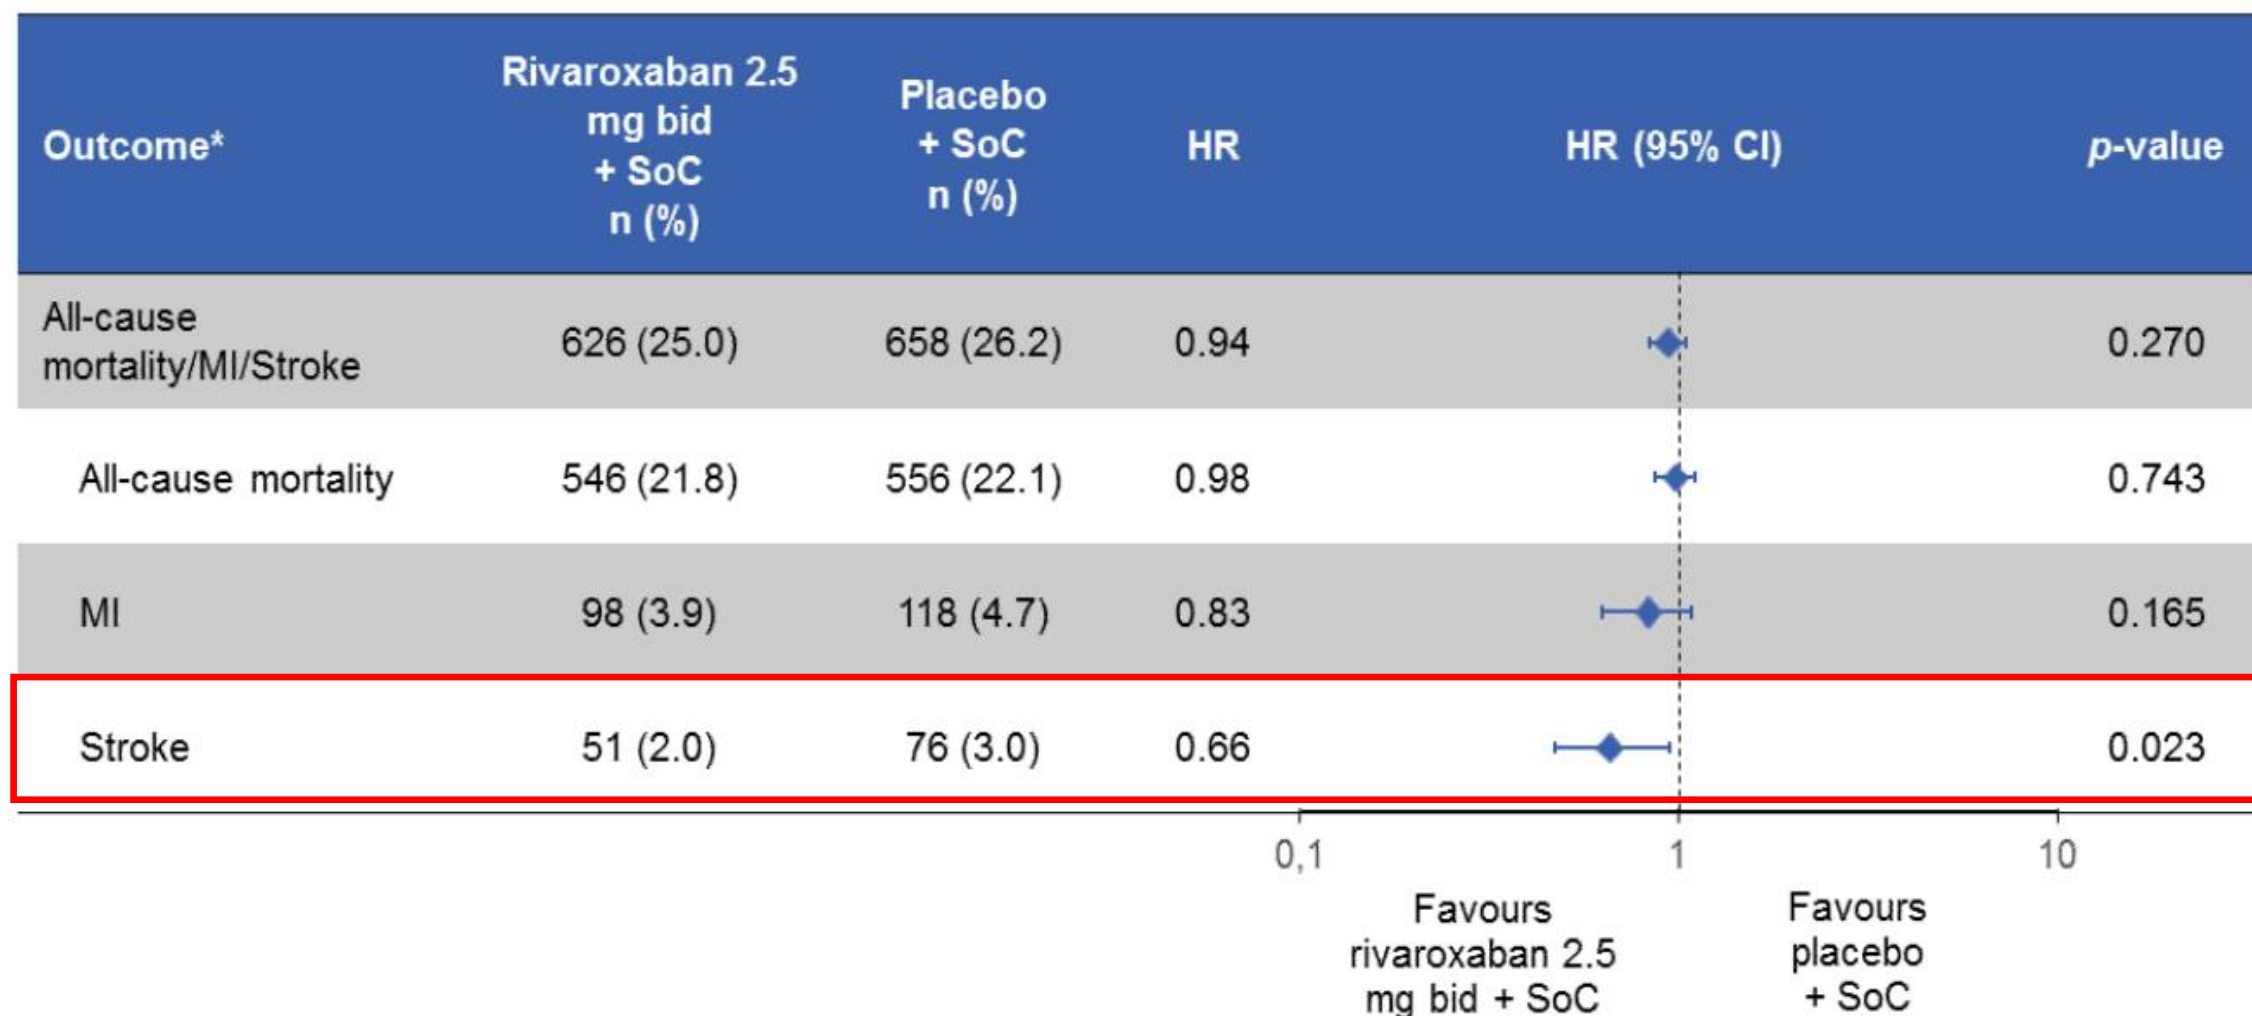 Outcome*
Rivaroxaban 2.5
mg bid
+ SoC
n (%)
Placebo
+ SoC
n (%)
HR
HR (95% CI)
p-value
All-cause
mortality/MI/Stroke
626 (25.0)
658 (26.2)
0.94
0.270
All-cause mortality
546 (21.8)
556 (22.1)
0.98
0.743
MI
98 (3.9)
118 (4.7)
0.83
0.165
Stroke
51 (2.0)
76 (3.0)
0.66
0.023
0,1
1
10
Favours
rivaroxaban 2.5
mg bid + SoC
Favours
placebo
+ SoC